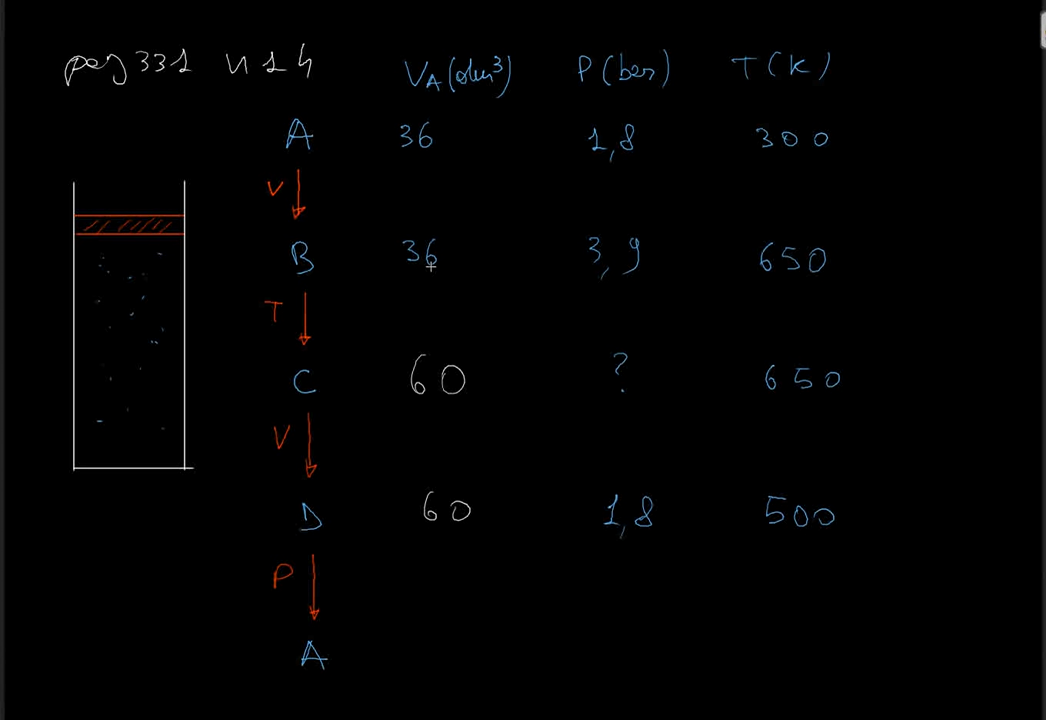 pag 331 n 14 V_A (dm³) P (bar) T (K)
A 36 1,8 300
V
B 36 3,9 650
T
C 60 ? 650
V
D 60 1,8 500
P
A